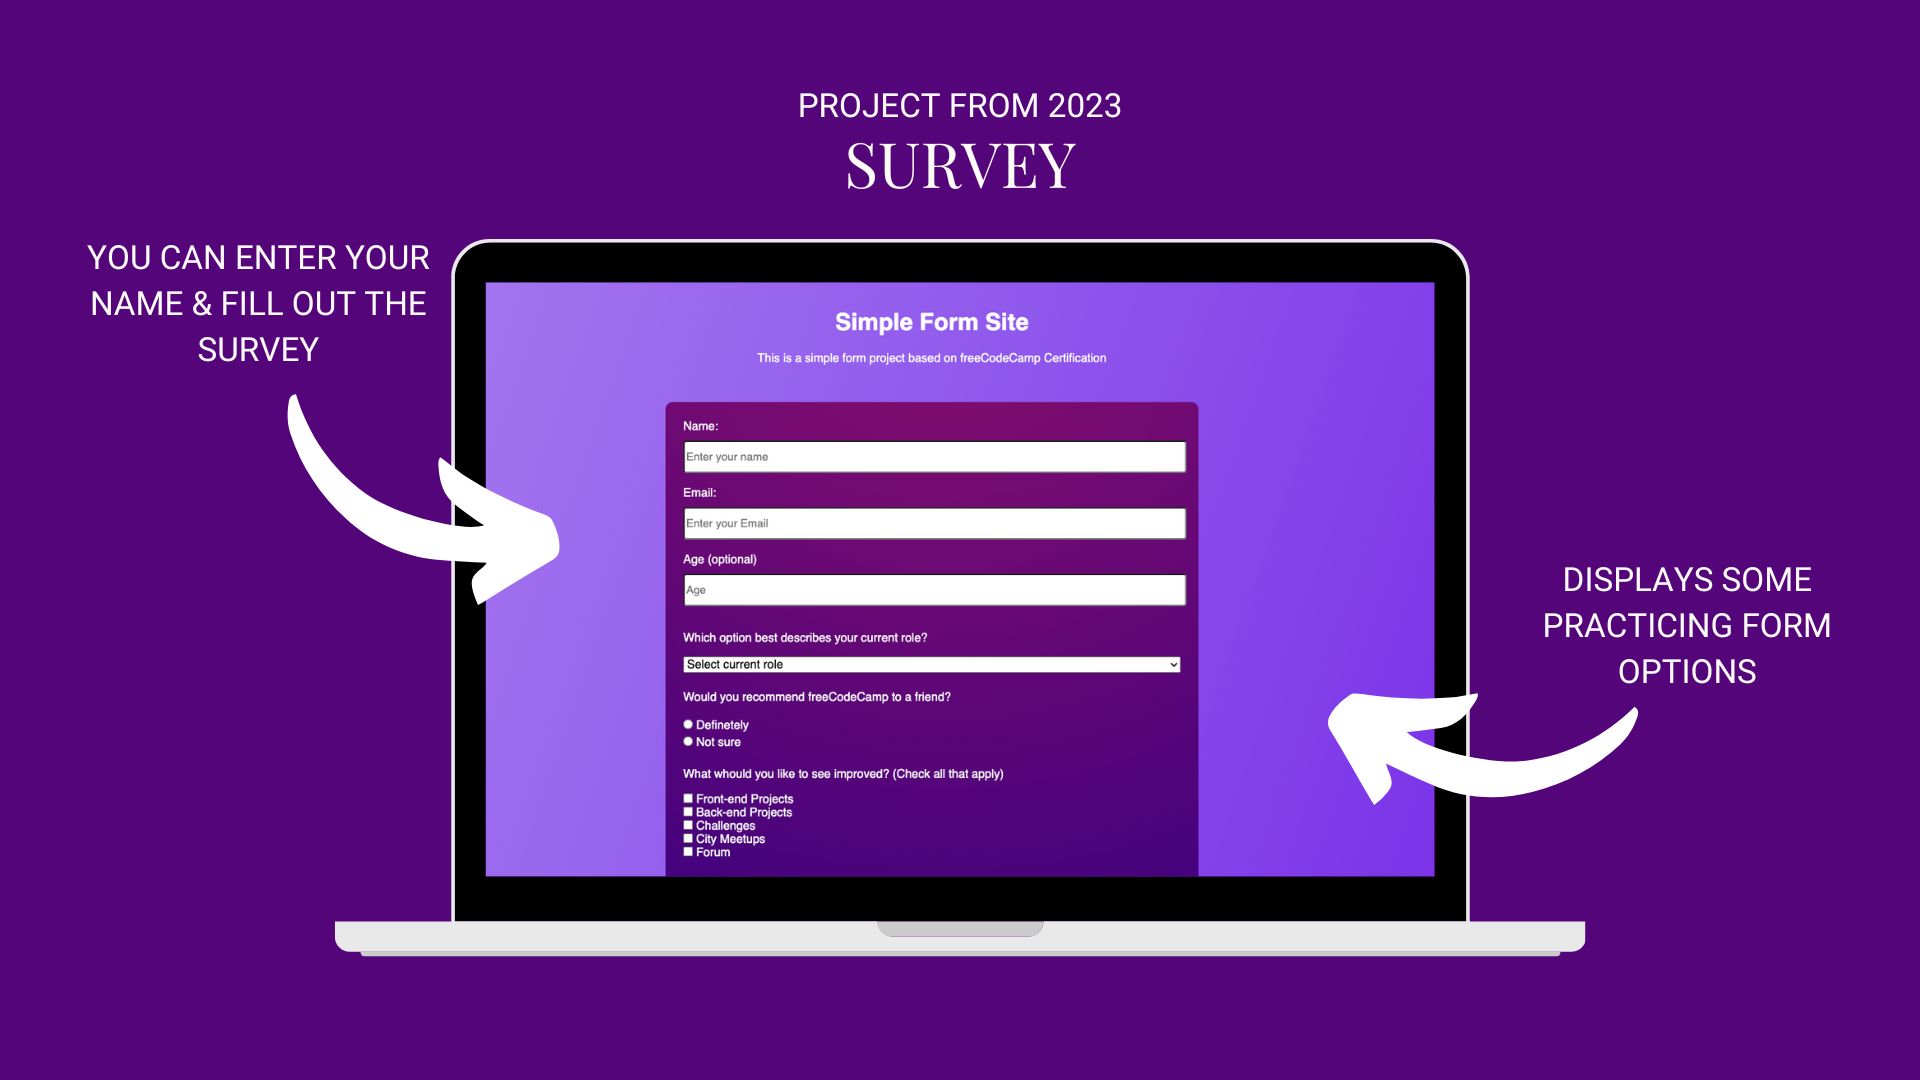 PROJECT FROM 2023
SURVEY
YOU CAN ENTER YOUR
NAME & FILL OUT THE
SURVEY
Simple Form Site
This is a simple form project based on freeCodeCamp Certification
Name:
Enter your name
Email:
Enter your Email
Age (optional)
Age
Which option best describes your current role?
Select current role
Would you recommend freeCodeCamp to a friend?
Definetely
Not sure
What whould you like to see improved? (Check all that apply)
Front-end Projects
Back-end Projects
Challenges
City Meetups
Forum
DISPLAYS SOME
PRACTICING FORM
OPTIONS